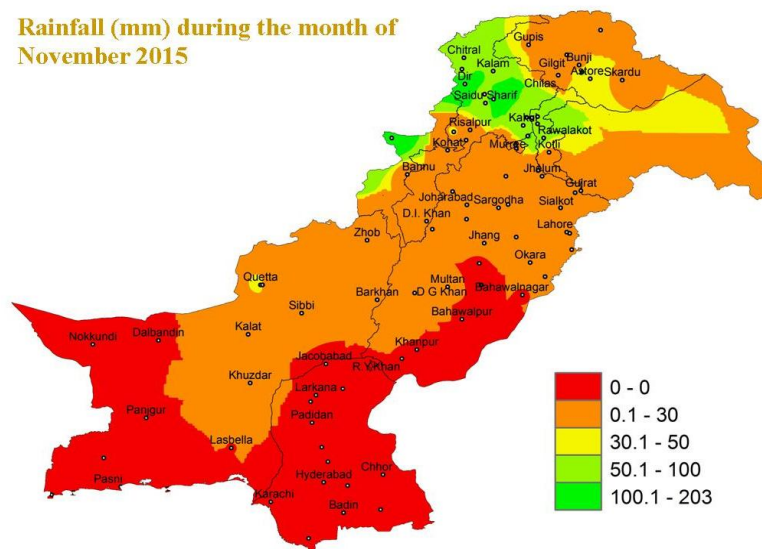 Rainfall (mm) during the month of
November 2015
Gupis
Chitral
Bunji
Kalam
Gilgit
Dir
Astore
Skardu
Chilas
Saidu Sharif
Risalpur
Rawalakot
Kohat
Kotli
Bannu
Jhelum
Gujrat
Joharabad
Sargodha
Sialkot
D.I. Khan
Zhob
Jhang
Lahore
Okara
Quetta
Multan
Barkhan
D G Khan
Bahawalnagar
Sibbi
Bahawalpur
Nokkundi
Dalbandin
Kalat
Khanpur
Jacobabad
R.Y.Khan
Khuzdar
Larkana
Panjgur
Padidan
Lasbella
Pasni
Hyderabad
Chhor
Karachi
Badin
0 - 0
0.1 - 30
30.1 - 50
50.1 - 100
100.1 - 203